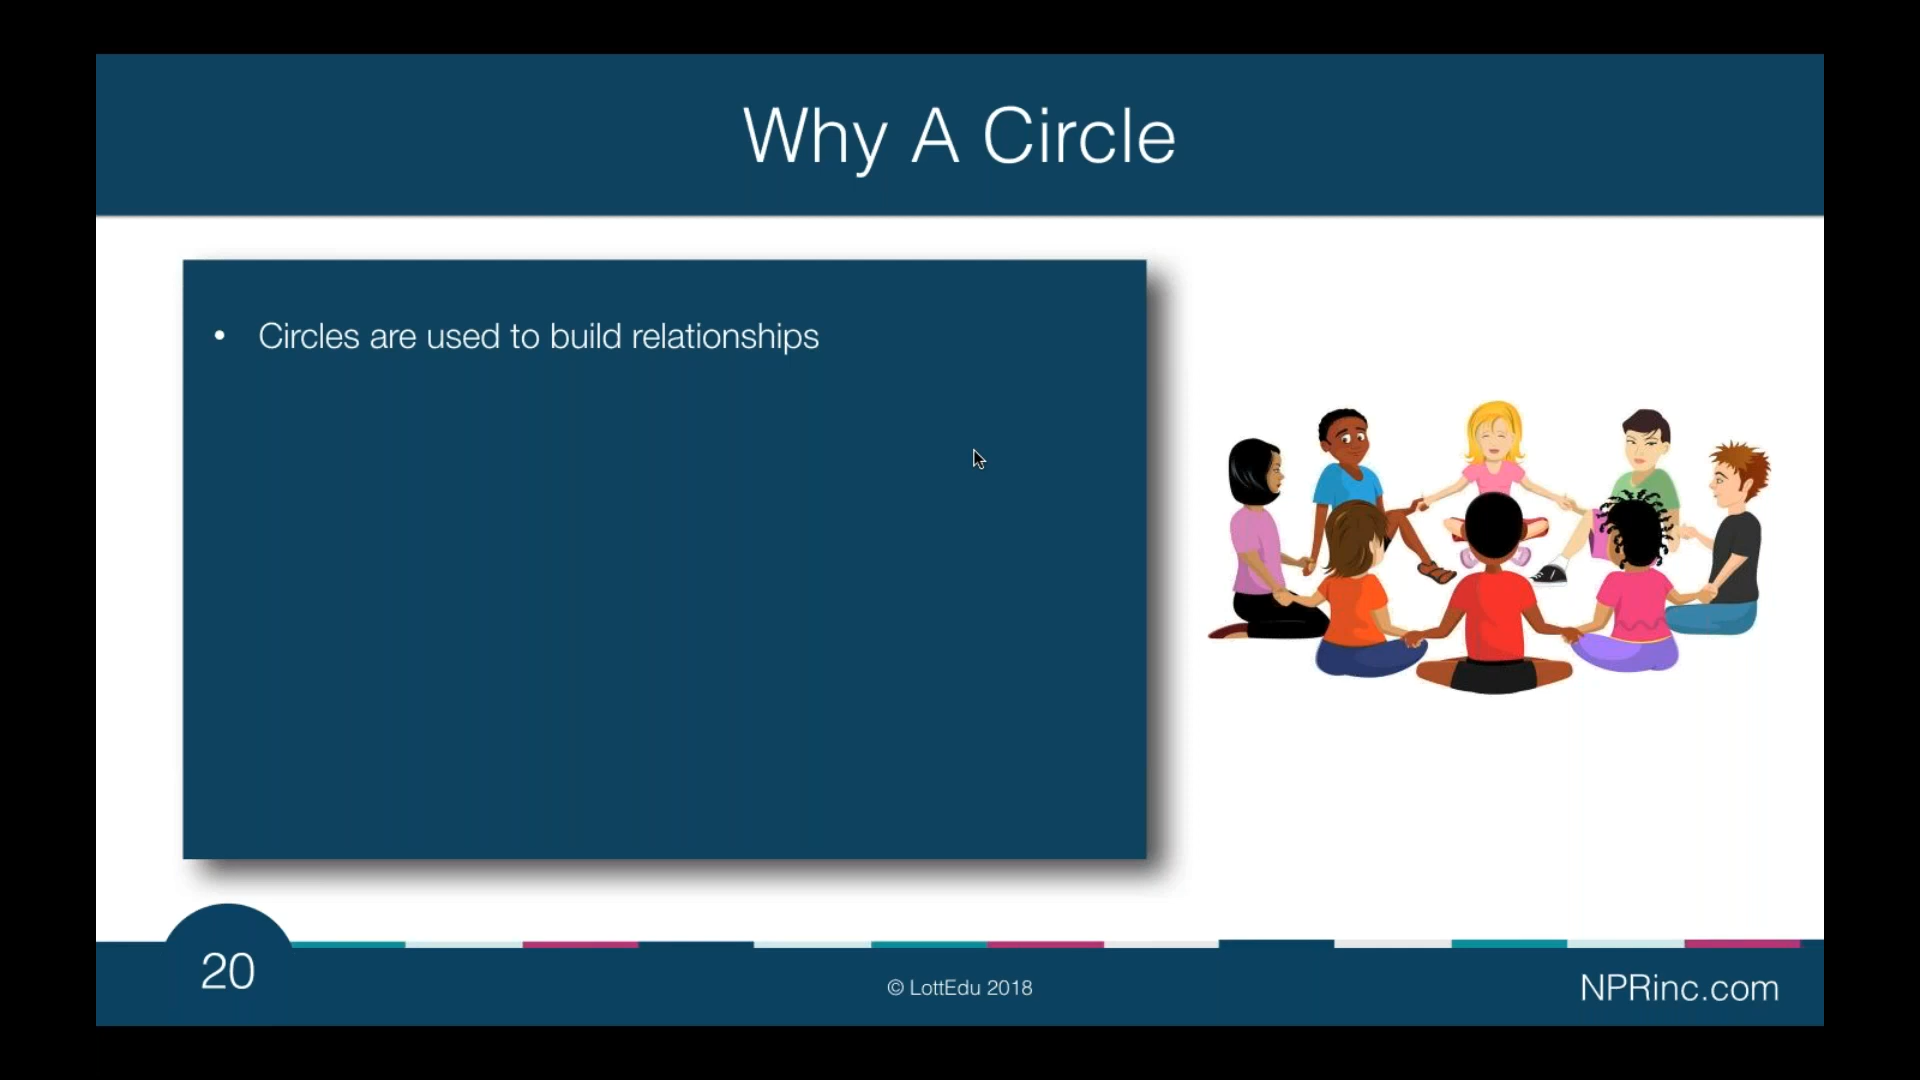 Why A Circle
• Circles are used to build relationships
20
© LottEdu 2018
NPRinc.com